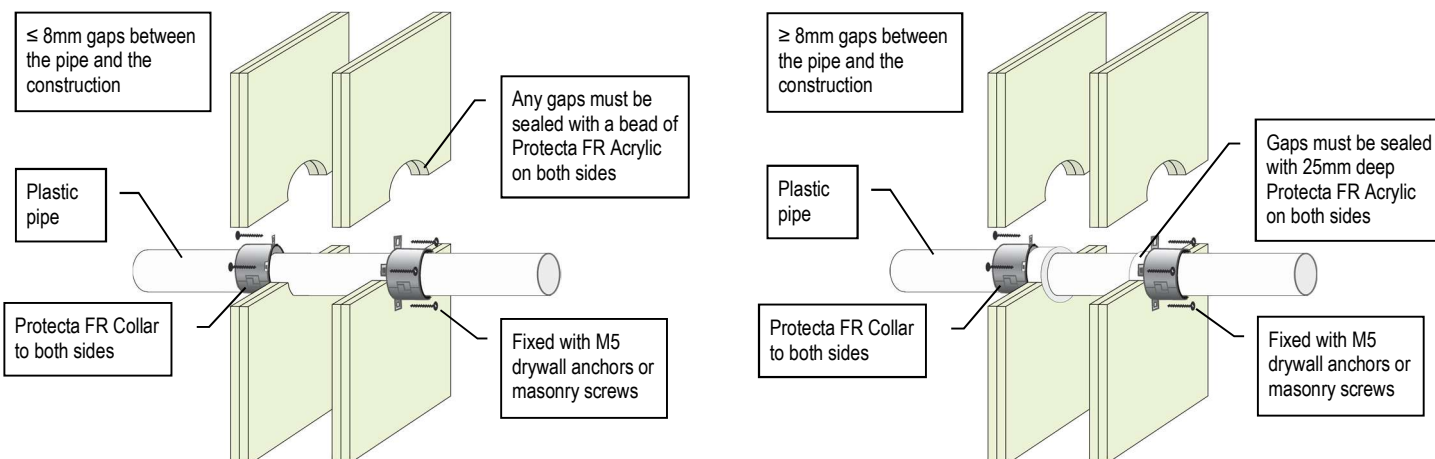 ≤ 8mm gaps between
the pipe and the
construction
Any gaps must be
sealed with a bead of
Protecta FR Acrylic
on both sides
Plastic
pipe
Protecta FR Collar
to both sides
Fixed with M5
drywall anchors or
masonry screws
≥ 8mm gaps between
the pipe and the
construction
Gaps must be sealed
with 25mm deep
Protecta FR Acrylic
on both sides
Plastic
pipe
Protecta FR Collar
to both sides
Fixed with M5
drywall anchors or
masonry screws